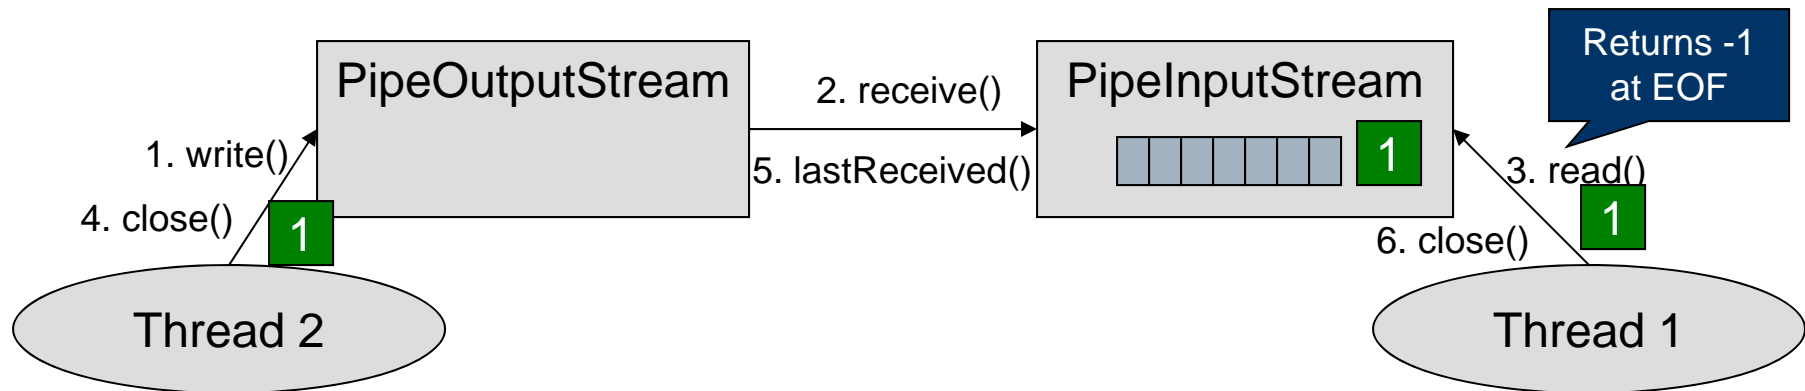 PipeOutputStream
1. write()
4. close()
1
Thread 2
2. receive()
5. lastReceived()
PipeInputStream
1
Returns -1
at EOF
3. read()
1
6. close()
Thread 1